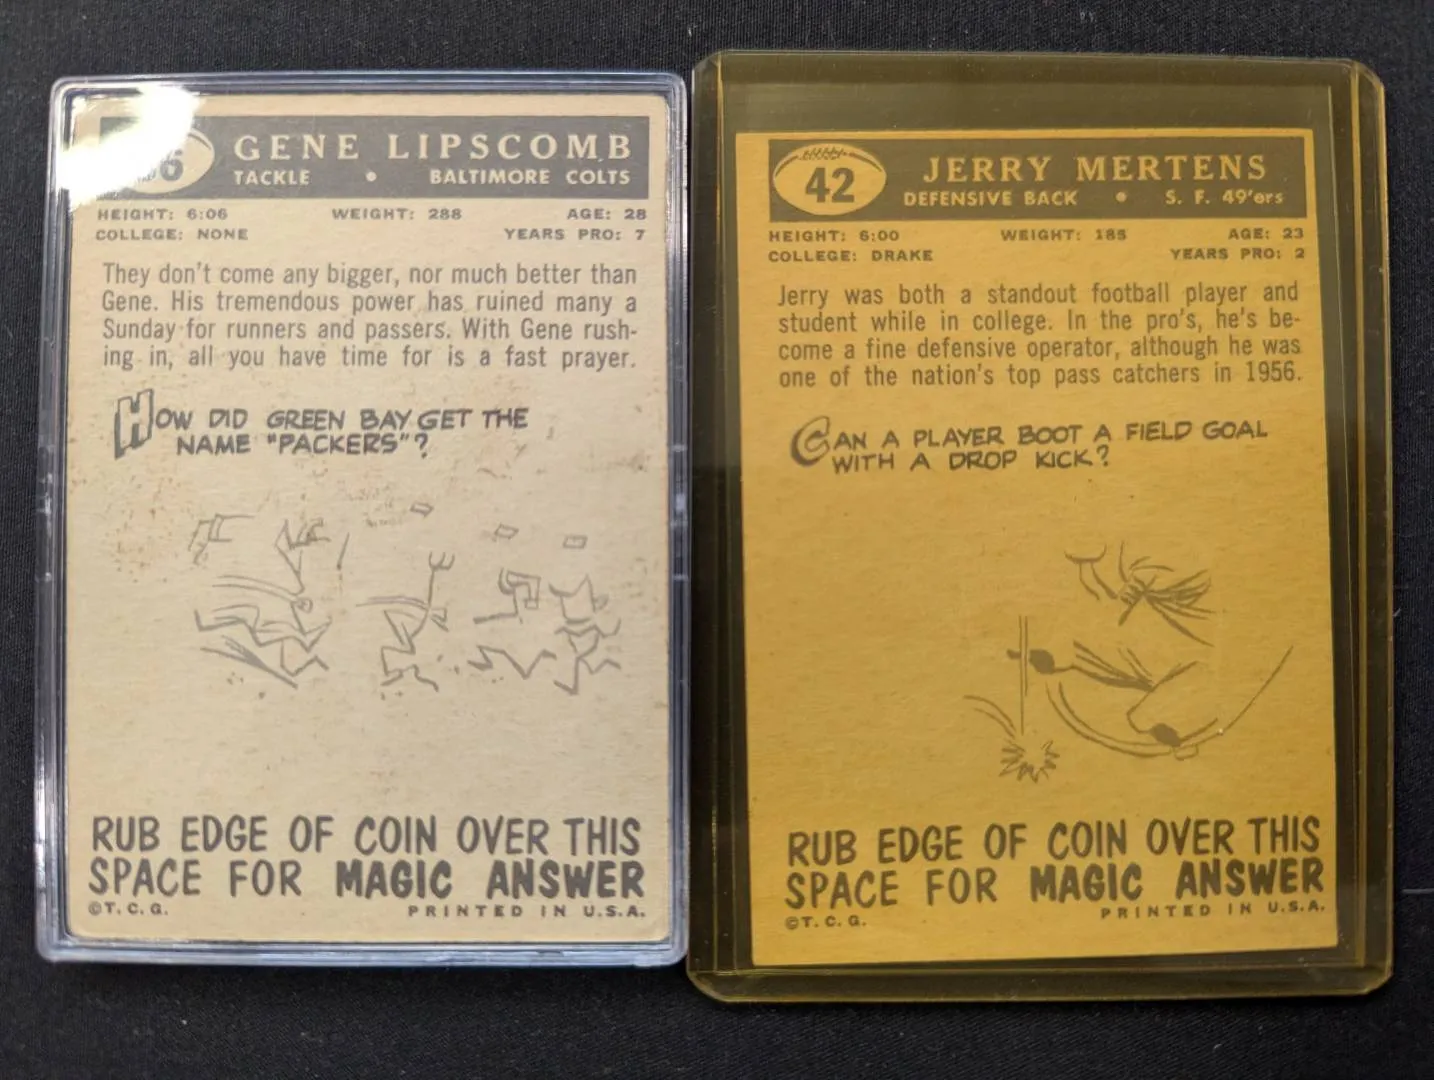 GENE LIPSCOMB
TACKLE • BALTIMORE COLTS
HEIGHT: 6:06 WEIGHT: 288 AGE: 28
COLLEGE: NONE YEARS PRO: 7
They don't come any bigger, nor much better than
Gene. His tremendous power has ruined many a
Sunday for runners and passers. With Gene rush-
ing in, all you have time for is a fast prayer.
HOW DID GREEN BAY GET THE
NAME "PACKERS"?
RUB EDGE OF COIN OVER THIS
SPACE FOR MAGIC ANSWER
©T. C. G. PRINTED IN U.S.A.
42
JERRY MERTENS
DEFENSIVE BACK • S. F. 49'ers
HEIGHT: 6:00 WEIGHT: 185 AGE: 23
COLLEGE: DRAKE YEARS PRO: 2
Jerry was both a standout football player and
student while in college. In the pro's, he's be-
come a fine defensive operator, although he was
one of the nation's top pass catchers in 1956.
CAN A PLAYER BOOT A FIELD GOAL
WITH A DROP KICK?
RUB EDGE OF COIN OVER THIS
SPACE FOR MAGIC ANSWER
©T. C. G. PRINTED IN U.S.A.